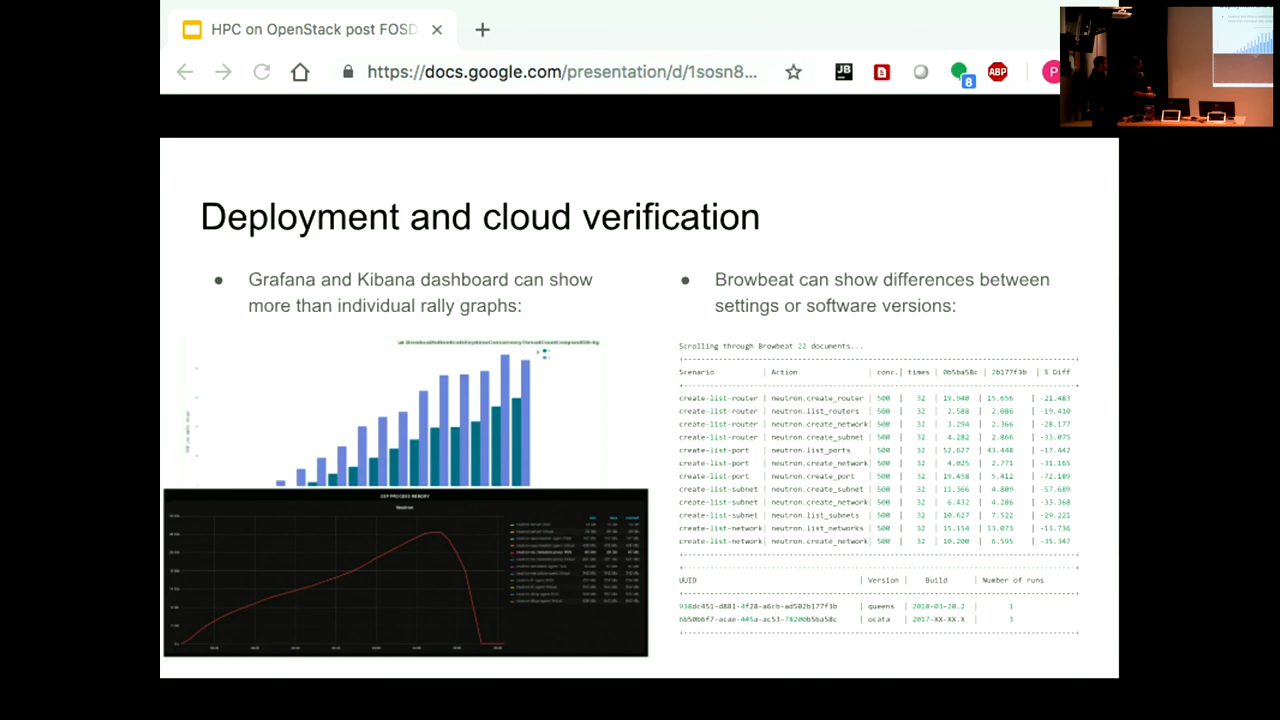 HPC on OpenStack post FOSD
https://docs.google.com/presentation/d/1sosn8...
JB
8
ABP
P
Deployment and cloud verification
● Grafana and Kibana dashboard can show
more than individual rally graphs:
● Browbeat can show differences between
settings or software versions:
OSP PROCESS MEMORY
Neutron
Scrolling through Browbeat 22 documents...
Scenario | Action | conc.| times | 0b5ba58c | 2b177f3b | % Diff
create-list-router | neutron.create_router | 500 | 32 | 19.940 | 15.656 | -21.483
create-list-router | neutron.list_routers | 500 | 32 | 2.588 | 2.086 | -19.410
create-list-router | neutron.create_network| 500 | 32 | 3.294 | 2.366 | -28.177
create-list-router | neutron.create_subnet | 500 | 32 | 4.282 | 2.866 | -33.075
create-list-port | neutron.list_ports | 500 | 32 | 52.627 | 43.448 | -17.442
create-list-port | neutron.create_network| 500 | 32 | 4.025 | 2.771 | -31.165
create-list-port | neutron.create_port | 500 | 32 | 19.458 | 5.412 | -72.189
create-list-subnet | neutron.create_subnet | 500 | 32 | 11.366 | 4.809 | -57.689
create-list-subnet | neutron.create_network| 500 | 32 | 6.432 | 4.286 | -33.368
create-list-subnet | neutron.list_subnets | 500 | 32 | 10.627 | 7.522 | -29.221
create-list-network| neutron.list_networks | 500 | 32 | 15.154 | 13.073 | -13.736
create-list-network| neutron.create_network| 500 | 32 | 10.200 | 6.595 | -35.347
UUID | Version | Build | Number of runs
938dc451-d881-4f28-a6cb-ad502b177f3b | queens | 2018-03-20.2 | 1
6b50b6f7-acae-445a-ac53-78200b5ba58c | ocata | 2017-XX-XX.X | 3